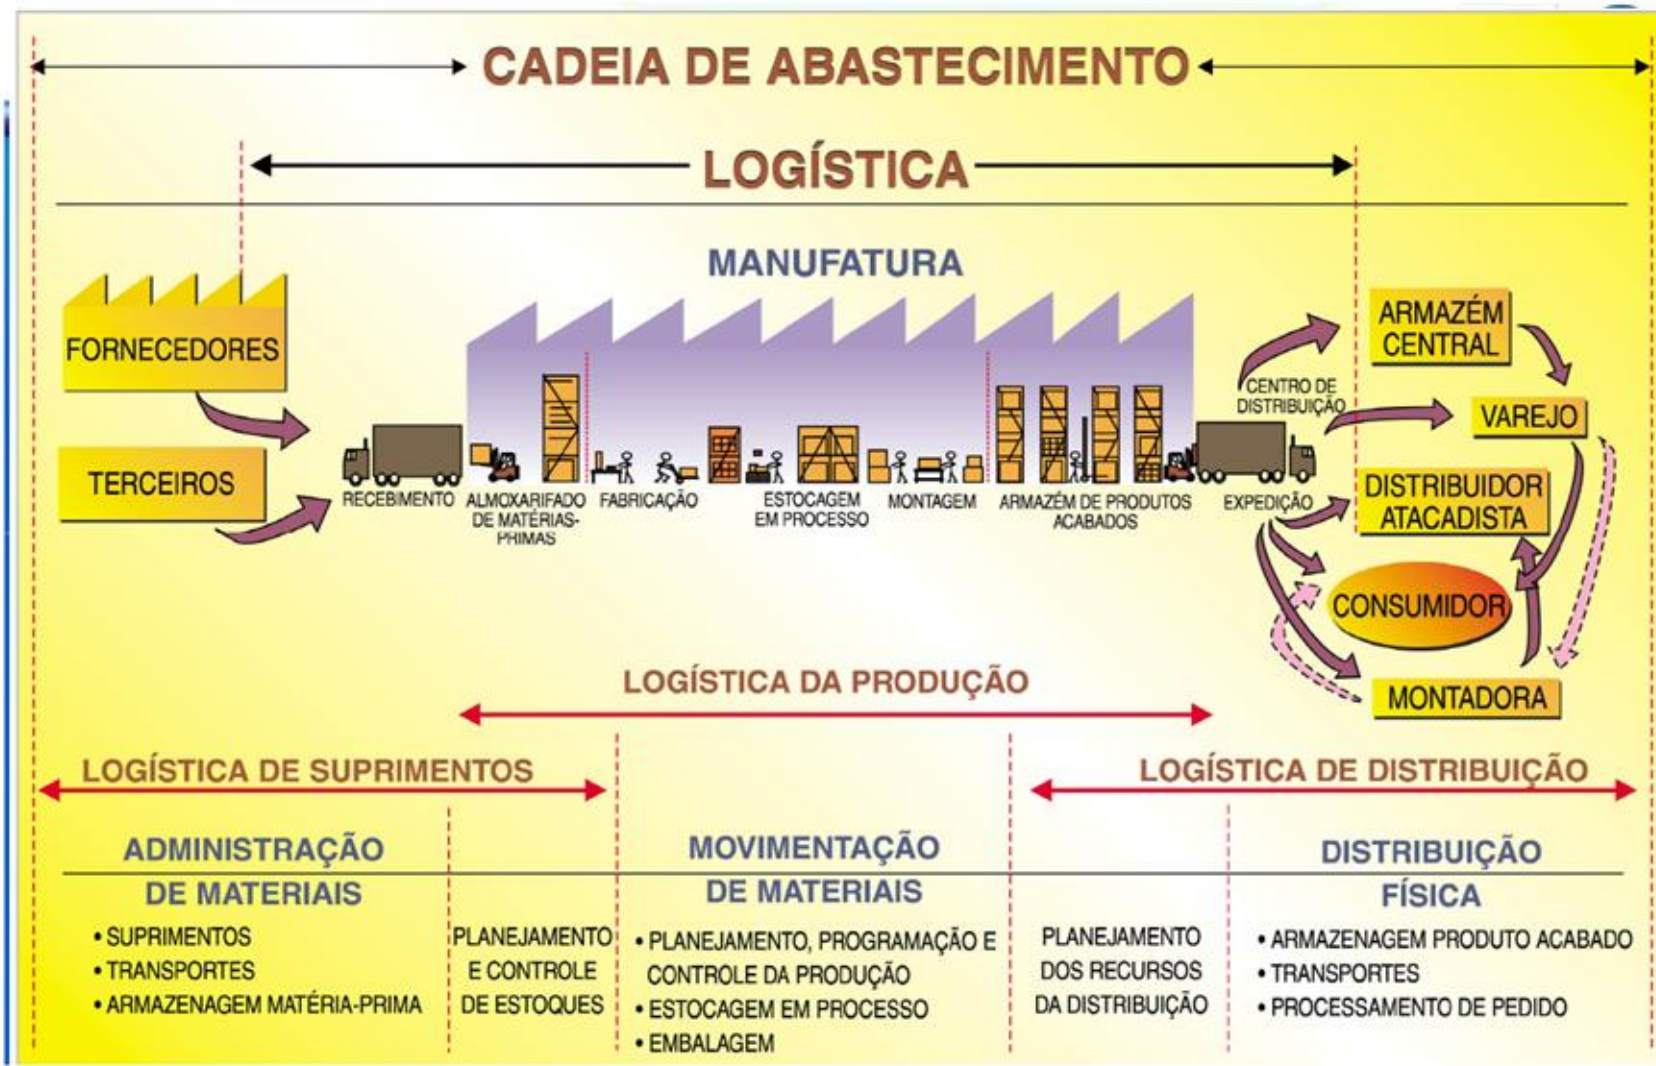 CADEIA DE ABASTECIMENTO
LOGÍSTICA
MANUFATURA
FORNECEDORES
TERCEIROS
RECEBIMENTO
ALMOXARIFADO
DE MATÉRIAS-
PRIMAS
FABRICAÇÃO
ESTOCAGEM
EM PROCESSO
MONTAGEM
ARMAZÉM DE PRODUTOS
ACABADOS
EXPEDIÇÃO
CENTRO DE
DISTRIBUIÇÃO
ARMAZÉM
CENTRAL
VAREJO
DISTRIBUIDOR
ATACADISTA
CONSUMIDOR
MONTADORA
LOGÍSTICA DA PRODUÇÃO
LOGÍSTICA DE SUPRIMENTOS
LOGÍSTICA DE DISTRIBUIÇÃO
ADMINISTRAÇÃO
DE MATERIAIS
• SUPRIMENTOS
• TRANSPORTES
• ARMAZENAGEM MATÉRIA-PRIMA
PLANEJAMENTO
E CONTROLE
DE ESTOQUES
MOVIMENTAÇÃO
DE MATERIAIS
• PLANEJAMENTO, PROGRAMAÇÃO E
CONTROLE DA PRODUÇÃO
• ESTOCAGEM EM PROCESSO
• EMBALAGEM
PLANEJAMENTO
DOS RECURSOS
DA DISTRIBUIÇÃO
DISTRIBUIÇÃO
FÍSICA
• ARMAZENAGEM PRODUTO ACABADO
• TRANSPORTES
• PROCESSAMENTO DE PEDIDO